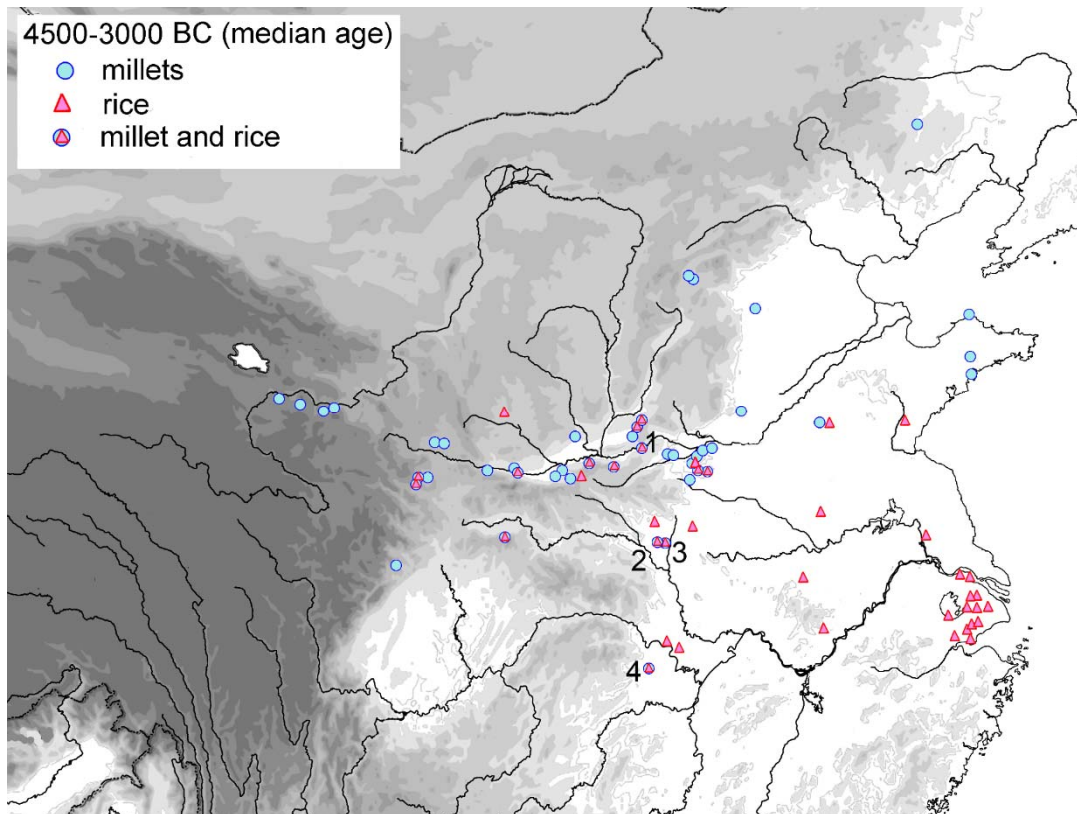 4500-3000 BC (median age)
millets
rice
millet and rice
1
2
3
4